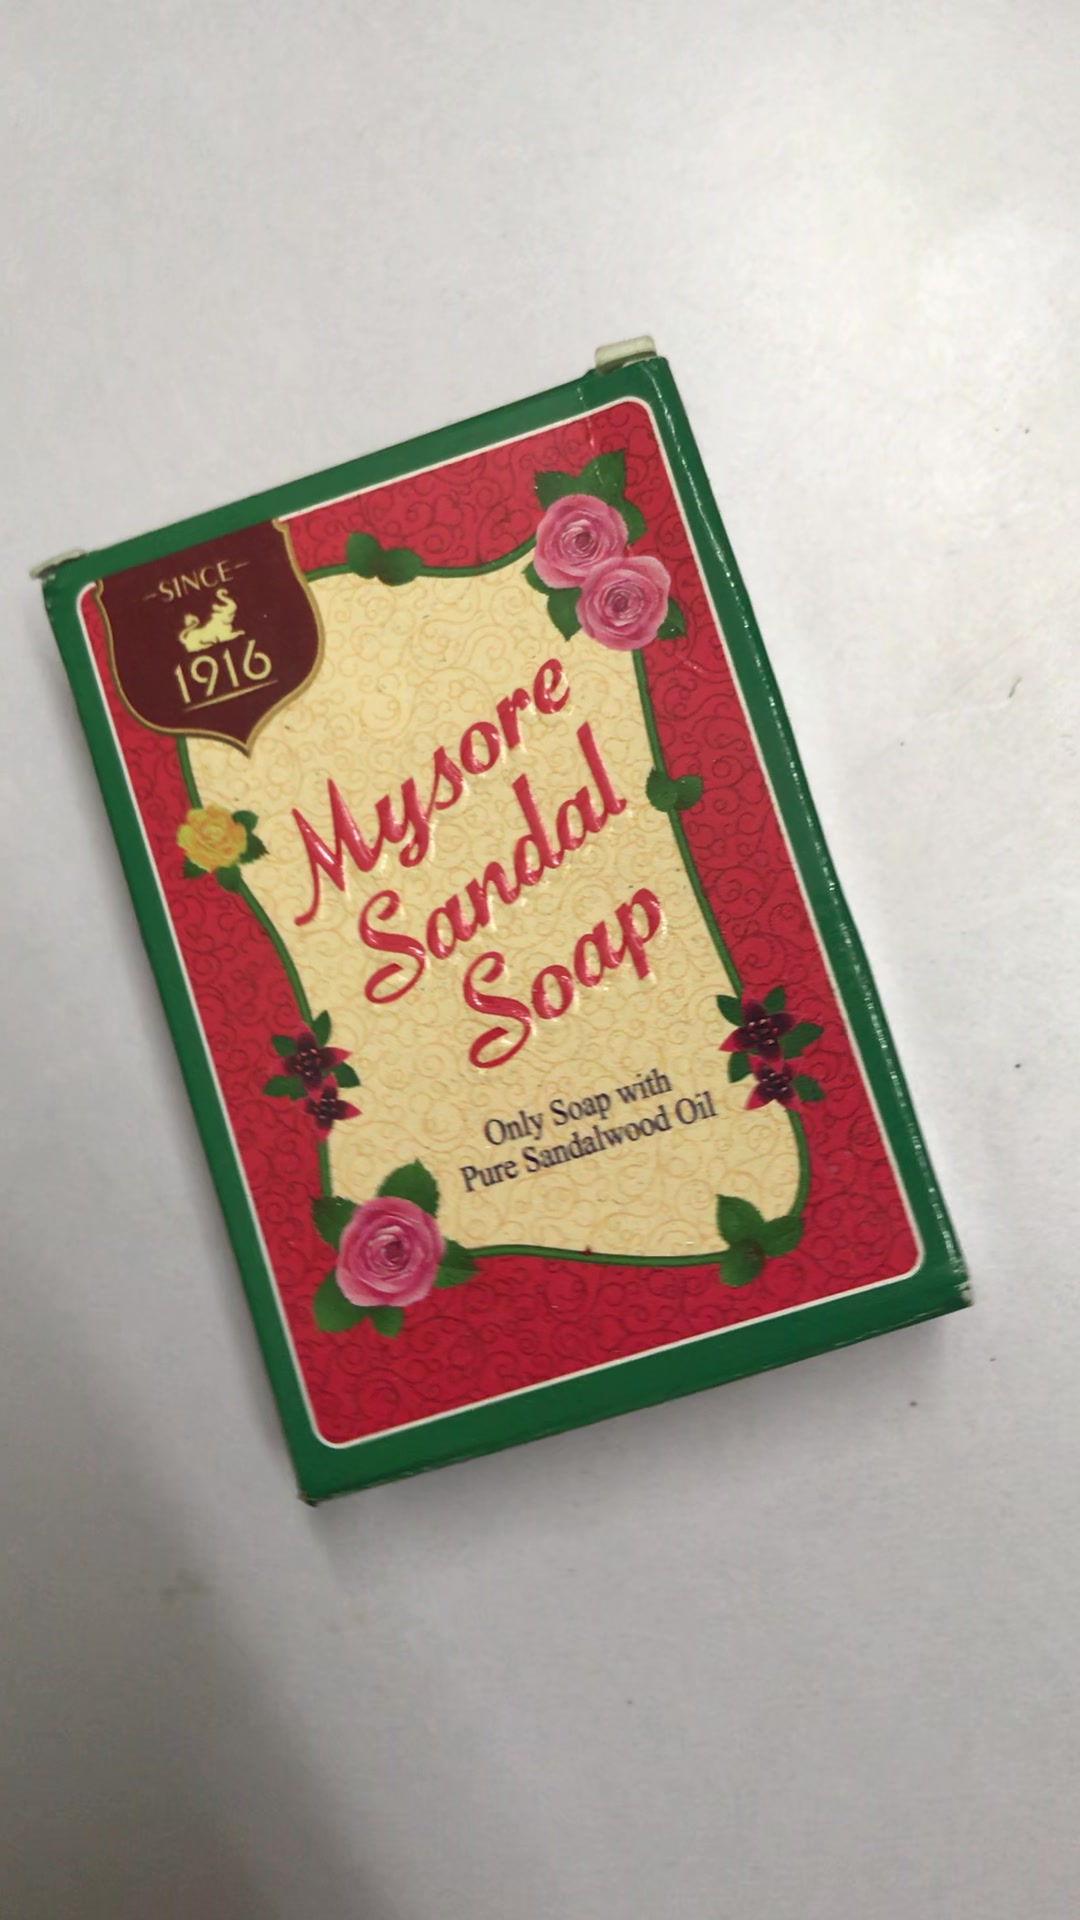 -SINCE-
1916
Mysore
Sandal
Soap
Only Soap with
Pure Sandalwood Oil